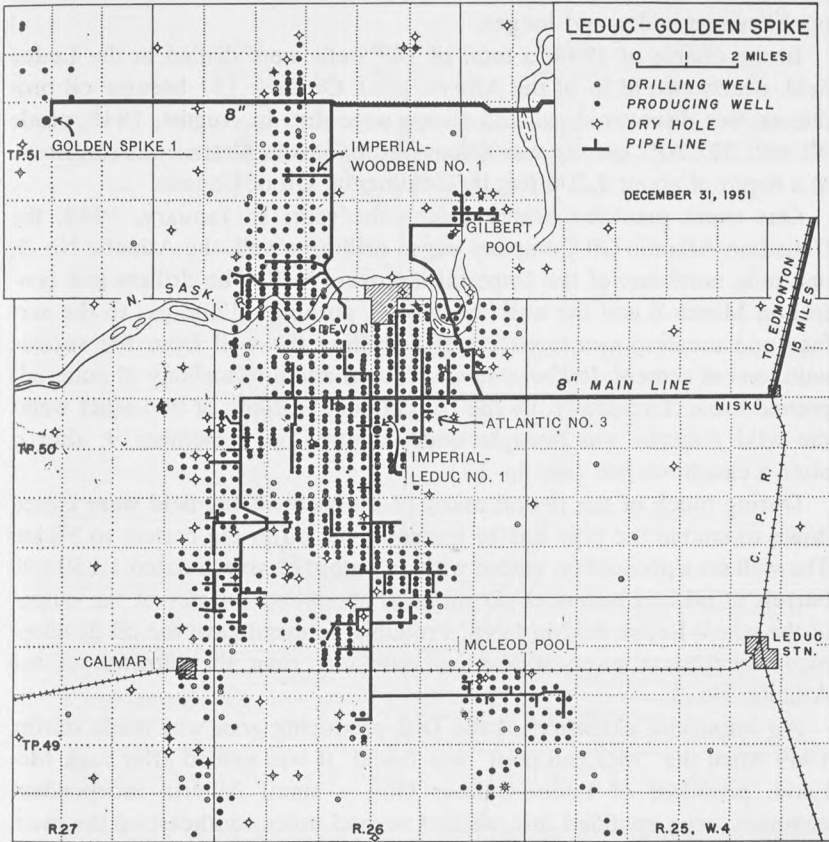 LEDUC-GOLDEN SPIKE
0 1 2 MILES
DRILLING WELL
PRODUCING WELL
DRY HOLE
PIPELINE
DECEMBER 31, 1951
8"
TP.51
GOLDEN SPIKE 1
IMPERIAL-
WOODBEND 1
GILBERT
POOL
N. SASK. R.
DEVON
TO EDMONTON
15 MILES
8" MAIN LINE
NISKU
ATLANTIC NO. 3
TP.50
IMPERIAL-
LEDUC NO. 1
C. P. R.
LEDUC
STN.
MCLEOD POOL
CALMAR
TP.49
R.27
R.26
R.25, W.4